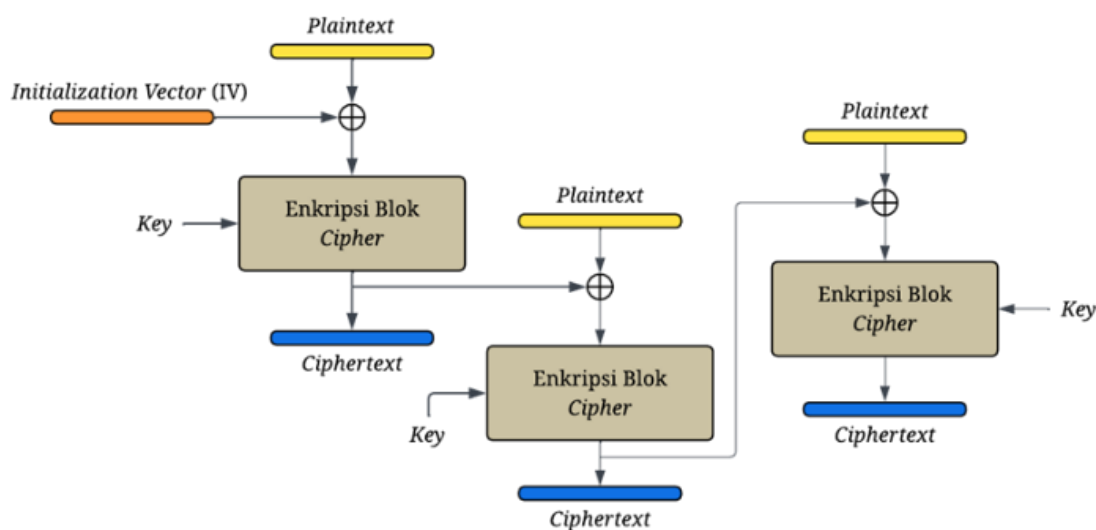 Plaintext
Initialization Vector (IV)
Key
Enkripsi Blok
Cipher
Ciphertext
Plaintext
Key
Enkripsi Blok
Cipher
Ciphertext
Plaintext
Enkripsi Blok
Cipher
Key
Ciphertext